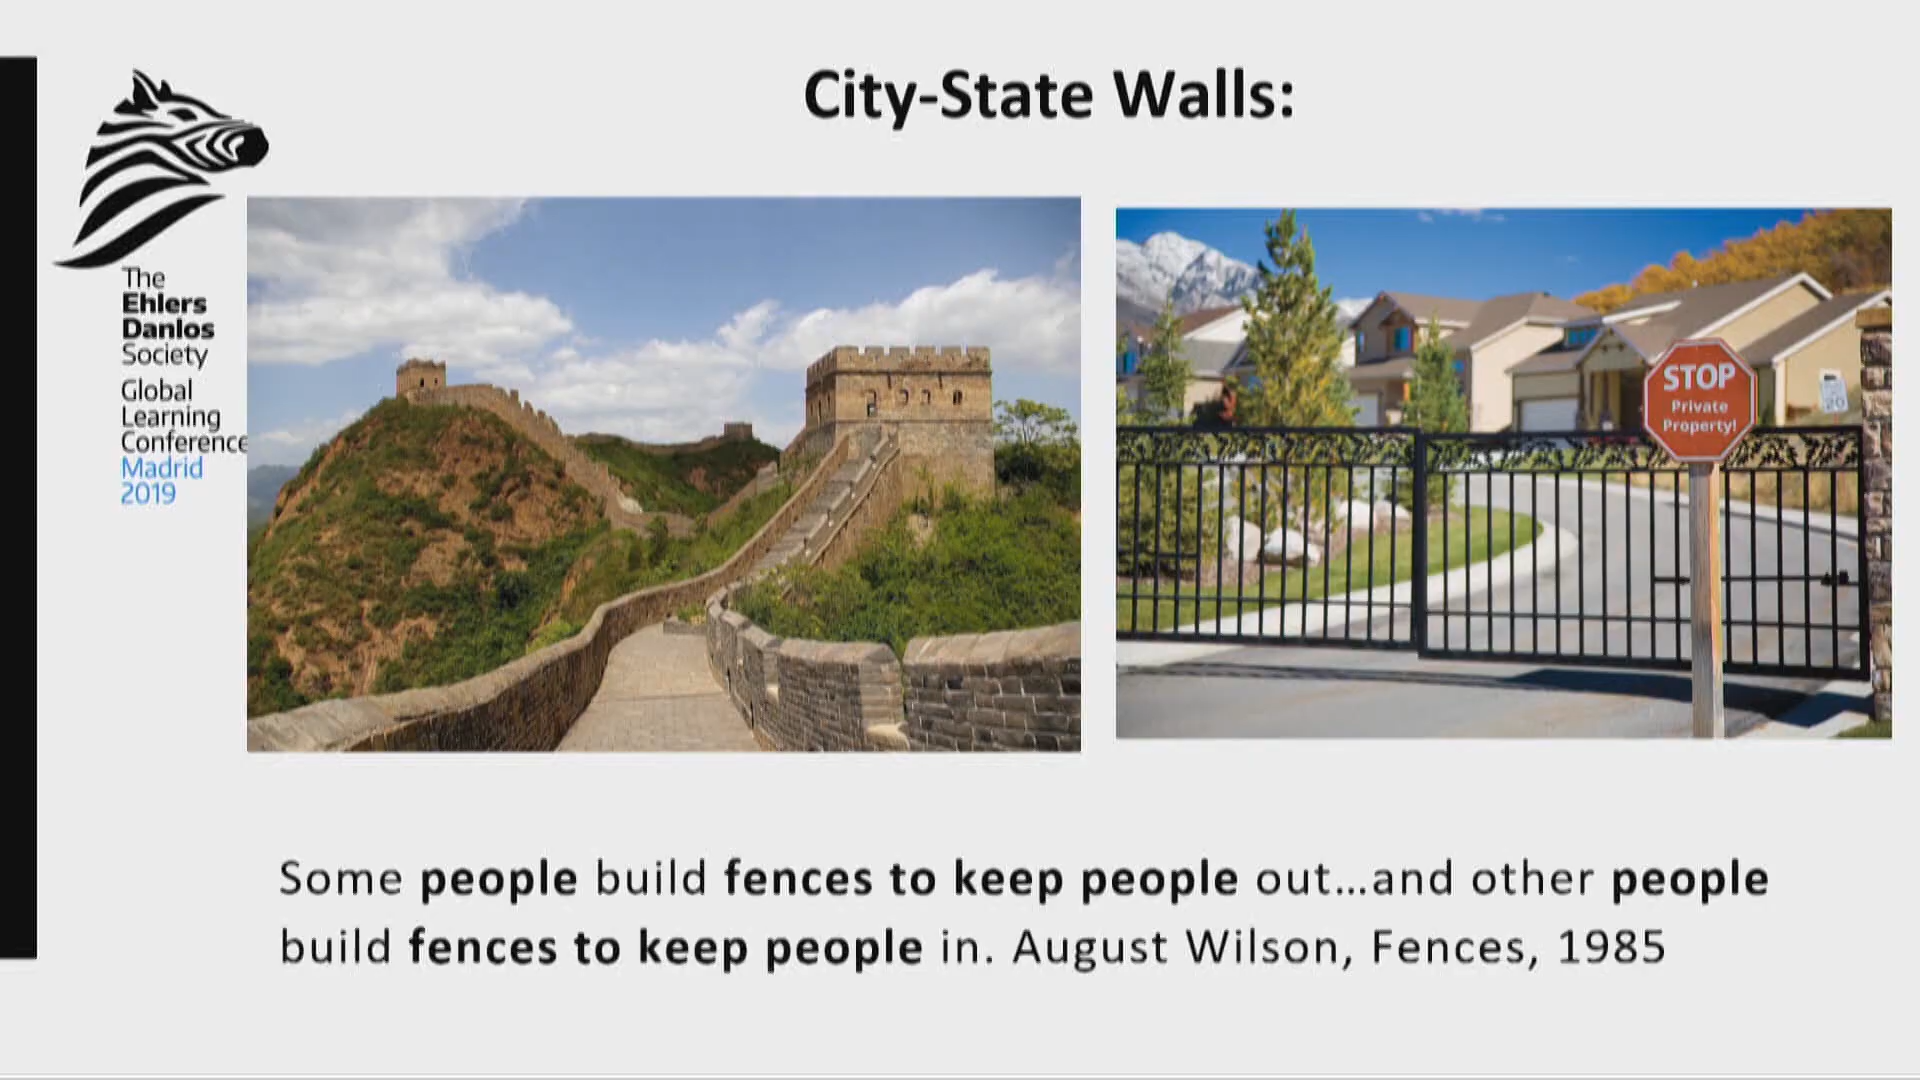 City-State Walls:
The
Ehlers
Danlos
Society
Global
Learning
Conference
Madrid
2019
STOP
Private
Property!
20
Some people build fences to keep people out...and other people
build fences to keep people in. August Wilson, Fences, 1985